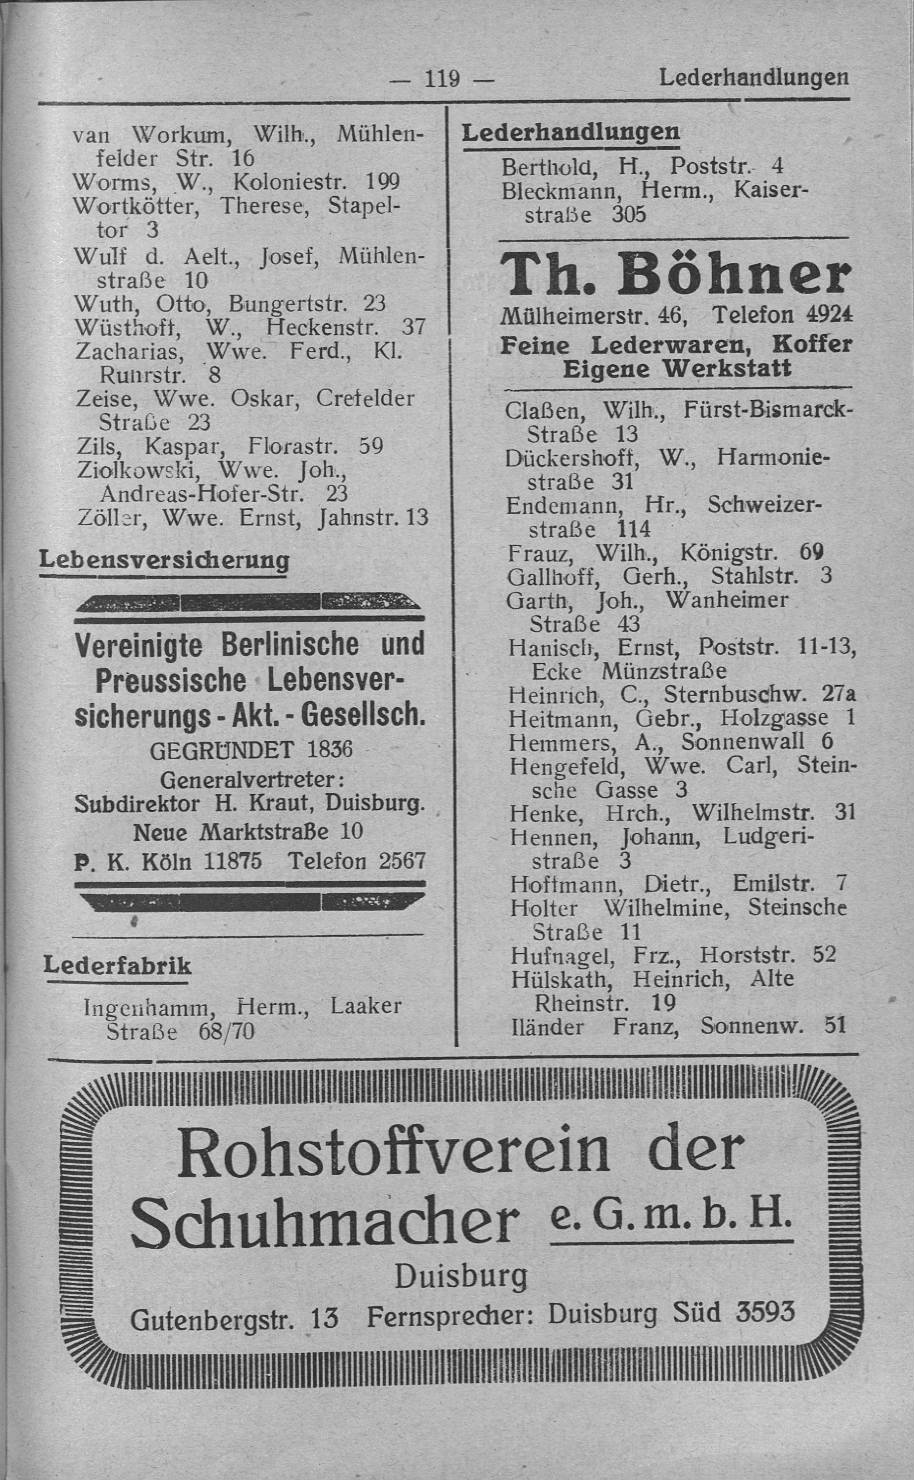 — 119 —
Lederhandlungen
van Workum, Wilh., Mühlen-
felder Str. 16
Worms, W., Koloniestr. 199
Wortkötter, Therese, Stapel-
tor 3
Wulf d. Aelt., Josef, Mühlen-
straße 10
Wuth, Otto, Bungertstr. 23
Wüsthoff, W., Heckenstr. 37
Zacharias, Wwe. Ferd., Kl.
Ruhrstr. 8
Zeise, Wwe. Oskar, Crefelder
Straße 23
Zils, Kaspar, Florastr. 59
Ziolkowski, Wwe. Joh.,
Andreas-Hofer-Str. 23
Zöller, Wwe. Ernst, Jahnstr. 13
Lebensversicherung
Vereinigte Berlinische und
Preussische Lebensver-
sicherungs - Akt. - Gesellsch.
GEGRÜNDET 1836
Generalvertreter:
Subdirektor H. Kraut, Duisburg.
Neue Marktstraße 10
P. K. Köln 11875 Telefon 2567
Lederfabrik
Ingenhamm, Herm., Laaker
Straße 68/70
Lederhandlungen
Berthold, H., Poststr. 4
Bleckmann, Herm., Kaiser-
straße 305
Th. Böhner
Mülheimerstr. 46, Telefon 4924
Feine Lederwaren, Koffer
Eigene Werkstatt
Claßen, Wilh., Fürst-Bismarck-
Straße 13
Dückershoff, W., Harmonie-
straße 31
Endemann, Hr., Schweizer-
straße 114
Frauz, Wilh., Königstr. 69
Gallhoff, Gerh., Stahlstr. 3
Garth, Joh., Wanheimer
Straße 43
Hanisch, Ernst, Poststr. 11-13,
Ecke Münzstraße
Heinrich, C., Sternbuschw. 27a
Heitmann, Gebr., Holzgasse 1
Hemmers, A., Sonnenwall 6
Hengefeld, Wwe. Carl, Stein-
sche Gasse 3
Henke, Hrch., Wilhelmstr. 31
Hennen, Johann, Ludgeri-
straße 3
Hoffmann, Dietr., Emilstr. 7
Holter Wilhelmine, Steinsche
Straße 11
Hufnagel, Frz., Horststr. 52
Hülskath, Heinrich, Alte
Rheinstr. 19
Iländer Franz, Sonnenw. 51
Rohstoffverein der
Schuhmacher e. G. m. b. H.
Duisburg
Gutenbergstr. 13 Fernsprecher: Duisburg Süd 3593